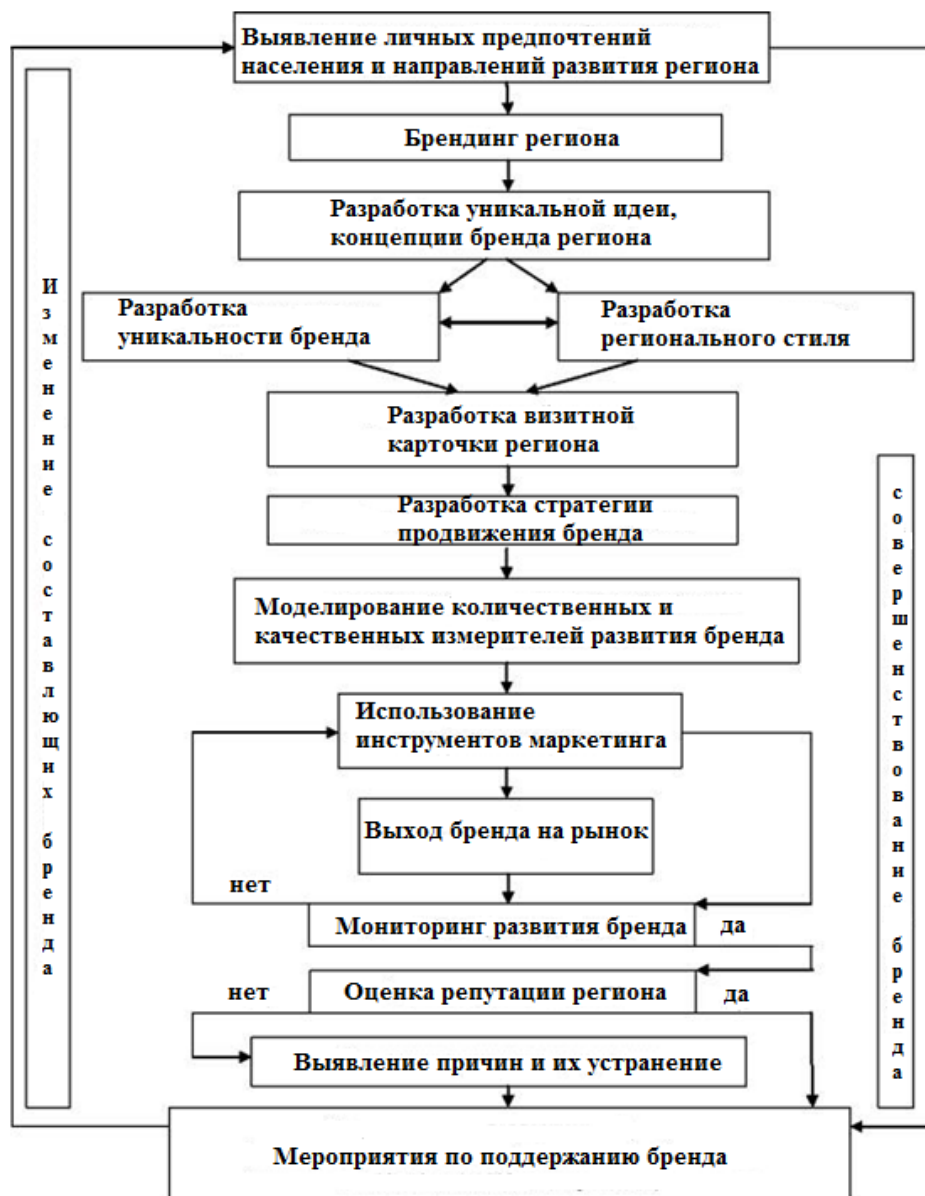 Выявление личных предпочтений
населения и направлений развития региона
Брендинг региона
Разработка уникальной идеи,
концепции бренда региона
Разработка
уникальности бренда
Разработка
регионального стиля
Разработка визитной
карточки региона
Разработка стратегии
продвижения бренда
Моделирование количественных и
качественных измерителей развития бренда
Использование
инструментов маркетинга
Выход бренда на рынок
нет
Мониторинг развития бренда
да
нет
Оценка репутации региона
да
Выявление причин и их устранение
Мероприятия по поддержанию бренда
Изменение составлющих бренда
совершенствование бренда